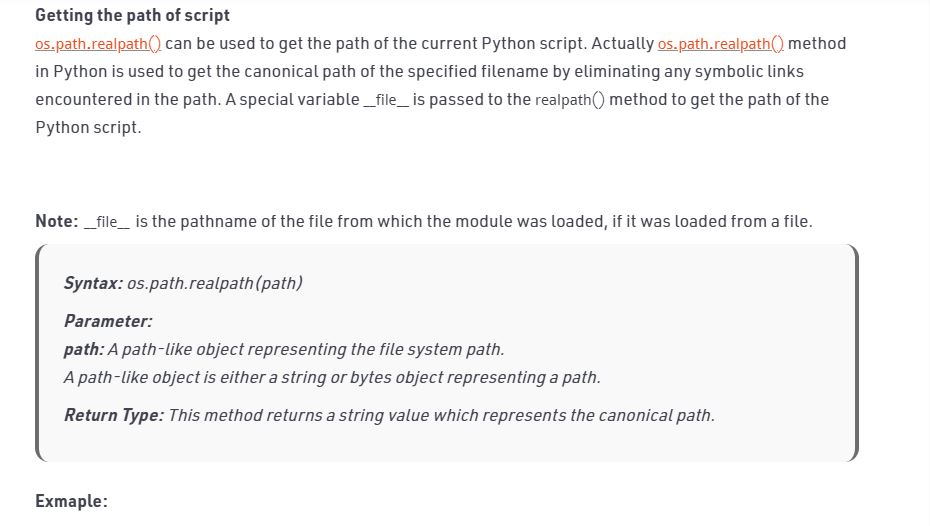 Getting the path of script
os.path.realpath() can be used to get the path of the current Python script. Actually os.path.realpath() method
in Python is used to get the canonical path of the specified filename by eliminating any symbolic links
encountered in the path. A special variable __file__ is passed to the realpath() method to get the path of the
Python script.
Note: __file__ is the pathname of the file from which the module was loaded, if it was loaded from a file.
Syntax: os.path.realpath(path)
Parameter:
path: A path-like object representing the file system path.
A path-like object is either a string or bytes object representing a path.
Return Type: This method returns a string value which represents the canonical path.
Exmaple: